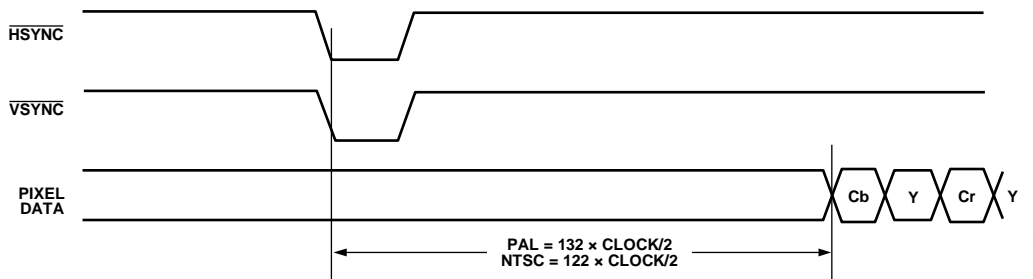 HSYNC
VSYNC
PIXEL
DATA
Cb Y Cr Y
PAL = 132 × CLOCK/2
NTSC = 122 × CLOCK/2